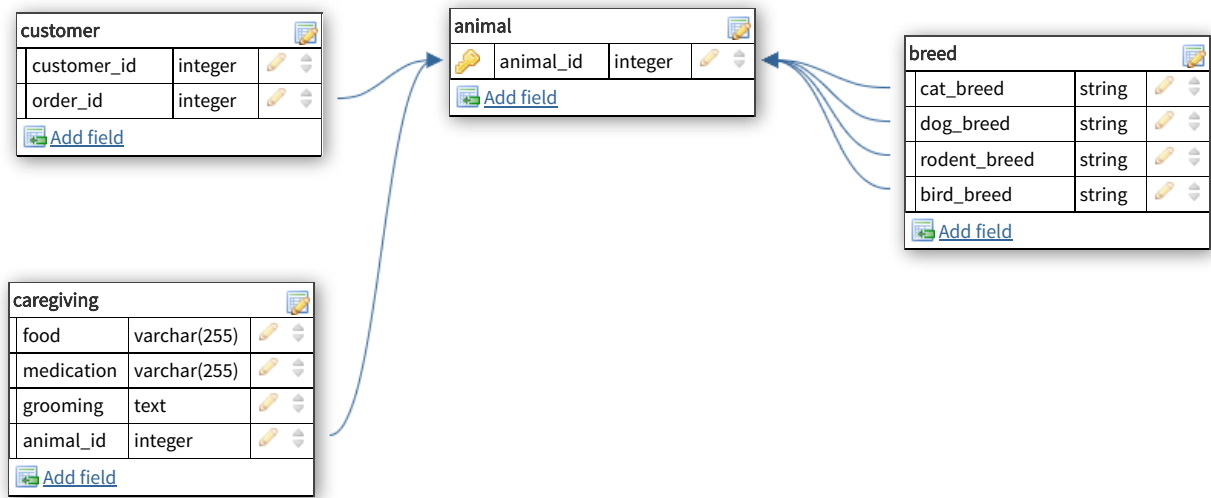 customer
customer_id integer
order_id integer
Add field
animal
animal_id integer
Add field
breed
cat_breed string
dog_breed string
rodent_breed string
bird_breed string
Add field
caregiving
food varchar(255)
medication varchar(255)
grooming text
animal_id integer
Add field